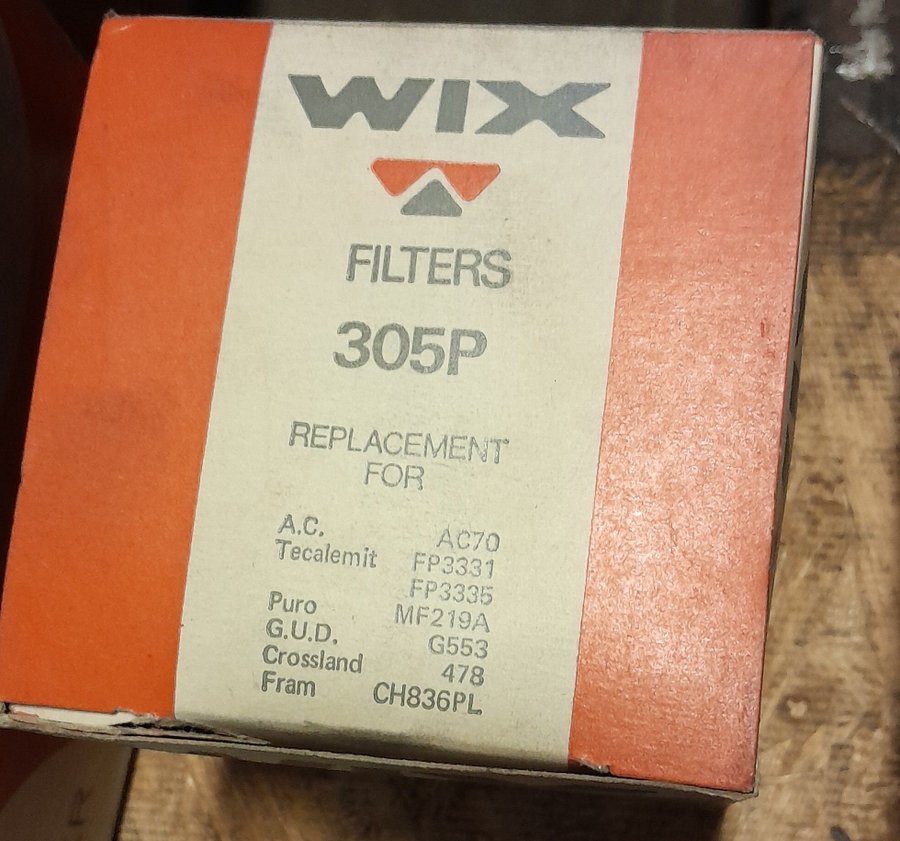 WIX
FILTERS
305P
REPLACEMENT
FOR
A.C. AC70
Tecalemit FP3331
FP3335
Puro MF219A
G.U.D. G553
Crossland 478
Fram CH836PL